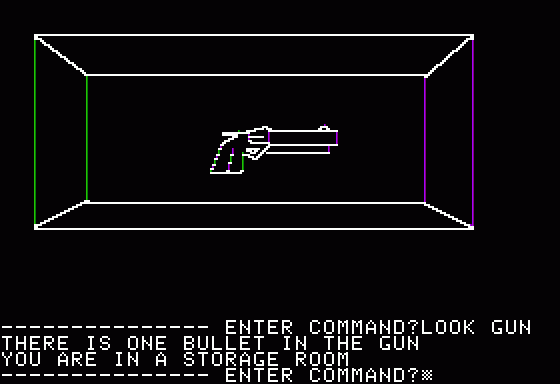 --------------- ENTER COMMAND?LOOK GUN
THERE IS ONE BULLET IN THE GUN
YOU ARE IN A STORAGE ROOM
--------------- ENTER COMMAND?※